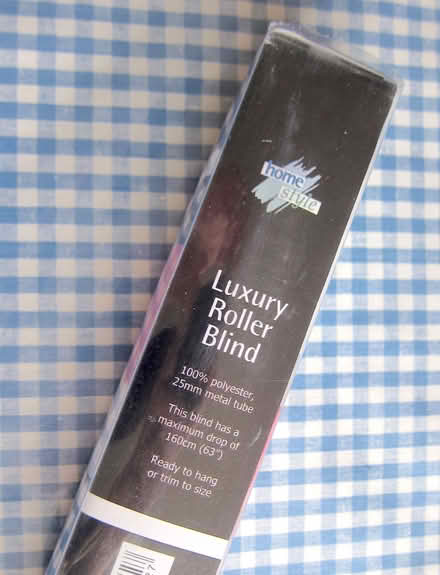 home
style
Luxury
Roller
Blind
100% polyester,
25mm metal tube
This blind has a
maximum drop of
160cm (63")
Ready to hang
or trim to size